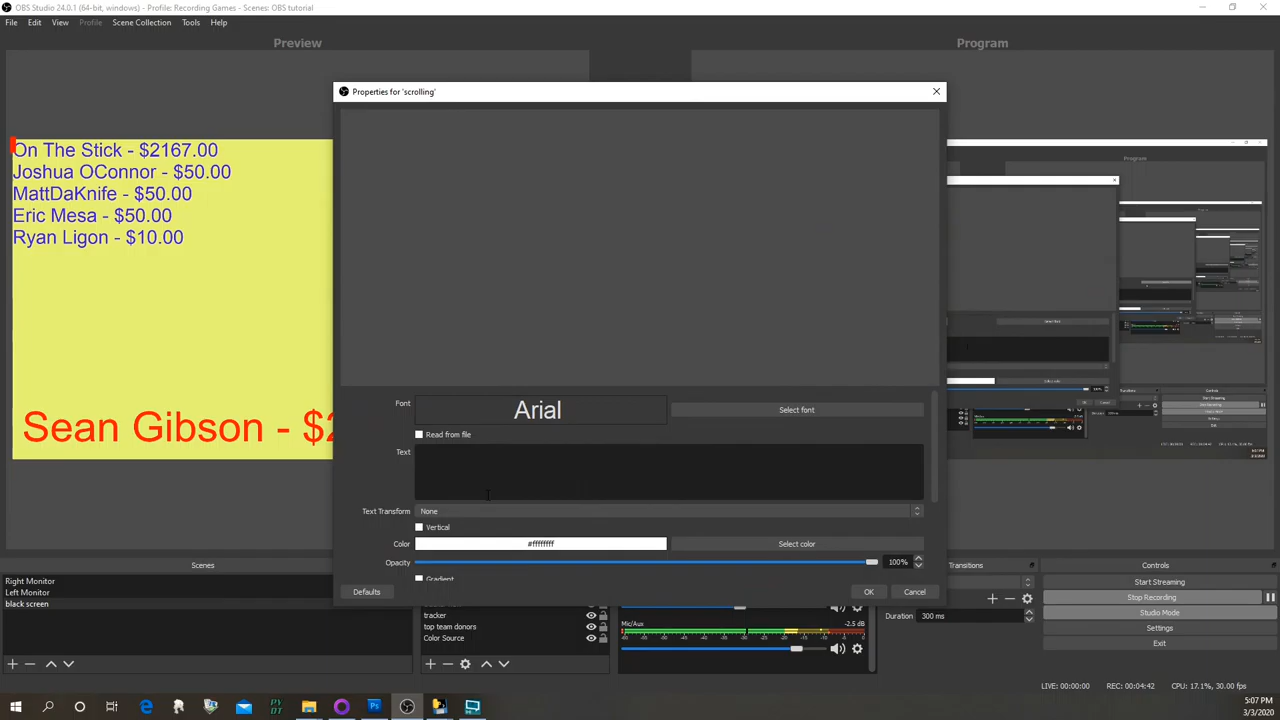 OBS Studio 24.0.1 (64-bit, windows) - Profile: Recording Games - Scenes: OBS tutorial
File Edit View Profile Scene Collection Tools Help
Preview
Program
Properties for 'scrolling'
On The Stick - $2167.00
Joshua OConnor - $50.00
MattDaKnife - $50.00
Eric Mesa - $50.00
Ryan Ligon - $10.00
Sean Gibson - $2
Font
Arial
Select font
Read from file
Text
Text Transform
None
Vertical
Color
#ffffffff
Select color
Opacity
100%
Gradient
Defaults
OK
Cancel
Scenes
Right Monitor
Left Monitor
black screen
tracker
top team donors
Color Source
Mic/Aux
-2.5 dB
Transitions
Duration
300 ms
Controls
Start Streaming
Stop Recording
Studio Mode
Settings
Exit
LIVE: 00:00:00
REC: 00:04:42
CPU: 17.1%, 30.00 fps
5:07 PM
3/3/2020